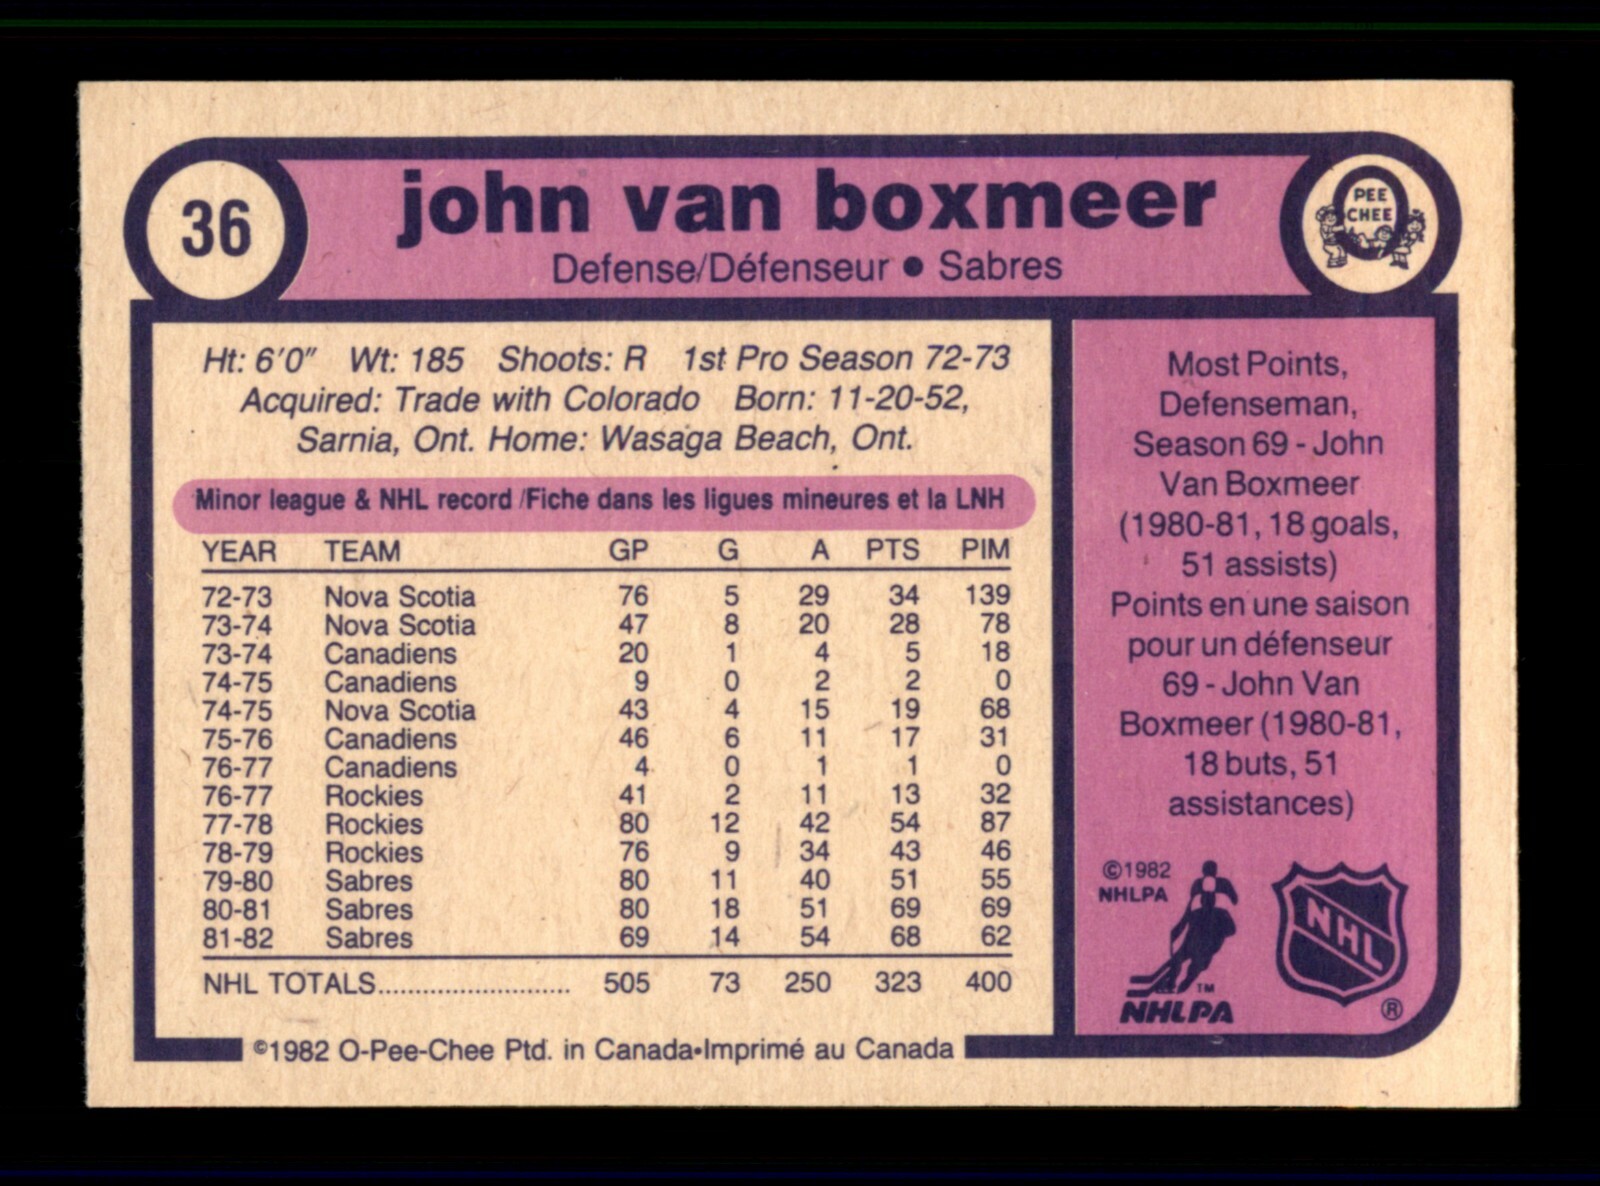 36
john van boxmeer
PEE
CHEE
Defense/Défenseur ● Sabres
Ht: 6'0" Wt: 185 Shoots: R 1st Pro Season 72-73
Acquired: Trade with Colorado Born: 11-20-52,
Sarnia, Ont. Home: Wasaga Beach, Ont.
Minor league & NHL record /Fiche dans les ligues mineures et la LNH
YEAR TEAM GP G A PTS PIM
72-73 Nova Scotia 76 5 29 34 139
73-74 Nova Scotia 47 8 20 28 78
73-74 Canadiens 20 1 4 5 18
74-75 Canadiens 9 0 2 2 0
74-75 Nova Scotia 43 4 15 19 68
75-76 Canadiens 46 6 11 17 31
76-77 Canadiens 4 0 1 1 0
76-77 Rockies 41 2 11 13 32
77-78 Rockies 80 12 42 54 87
78-79 Rockies 76 9 34 43 46
79-80 Sabres 80 11 40 51 55
80-81 Sabres 80 18 51 69 69
81-82 Sabres 69 14 54 68 62
NHL TOTALS........................ 505 73 250 323 400
©1982 O-Pee-Chee Ptd. in Canada•Imprimé au Canada
Most Points,
Defenseman,
Season 69 - John
Van Boxmeer
(1980-81, 18 goals,
51 assists)
Points en une saison
pour un défenseur
69 - John Van
Boxmeer (1980-81,
18 buts, 51
assistances)
©1982
NHLPA
TM
NHLPA
NHL
®